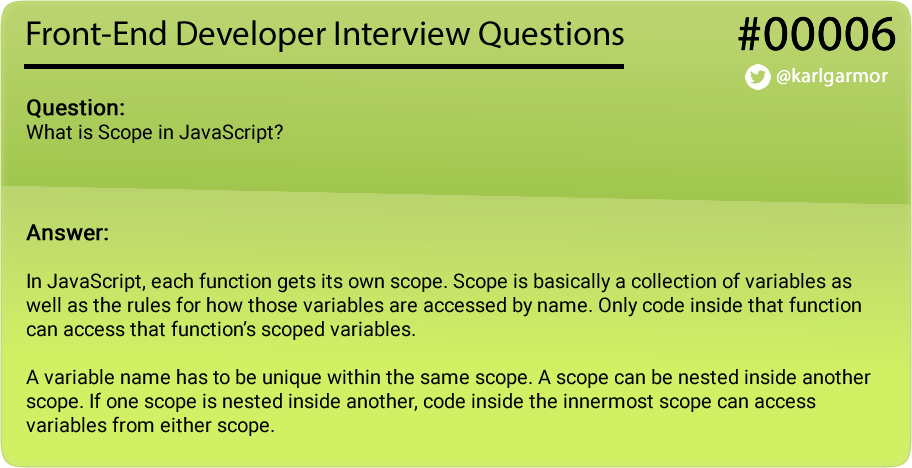 Front-End Developer Interview Questions
#00006
@karlgarmor
Question:
What is Scope in JavaScript?
Answer:
In JavaScript, each function gets its own scope. Scope is basically a collection of variables as
well as the rules for how those variables are accessed by name. Only code inside that function
can access that function’s scoped variables.
A variable name has to be unique within the same scope. A scope can be nested inside another
scope. If one scope is nested inside another, code inside the innermost scope can access
variables from either scope.